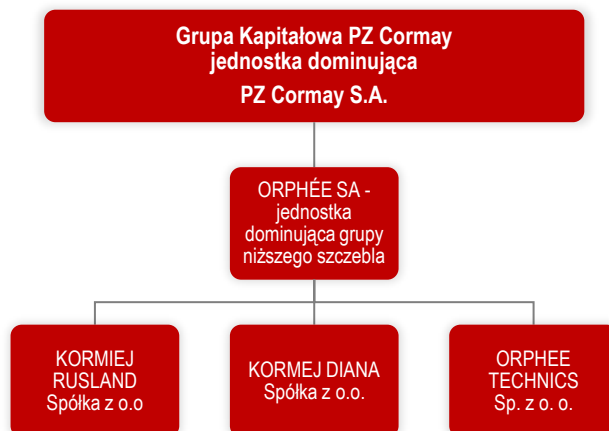 Grupa Kapitałowa PZ Cormay
jednostka dominująca
PZ Cormay S.A.
ORPHÉE SA -
jednostka
dominująca grupy
niższego szczebla
KORMIEJ
RUSLAND
Spółka z o.o
KORMEJ DIANA
Spółka z o.o.
ORPHEE
TECHNICS
Sp. z o. o.